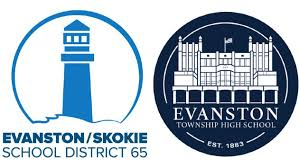 EVANSTON/SKOKIE
SCHOOL DISTRICT 65
EVANSTON
TOWNSHIP HIGH SCHOOL
EST. 1883